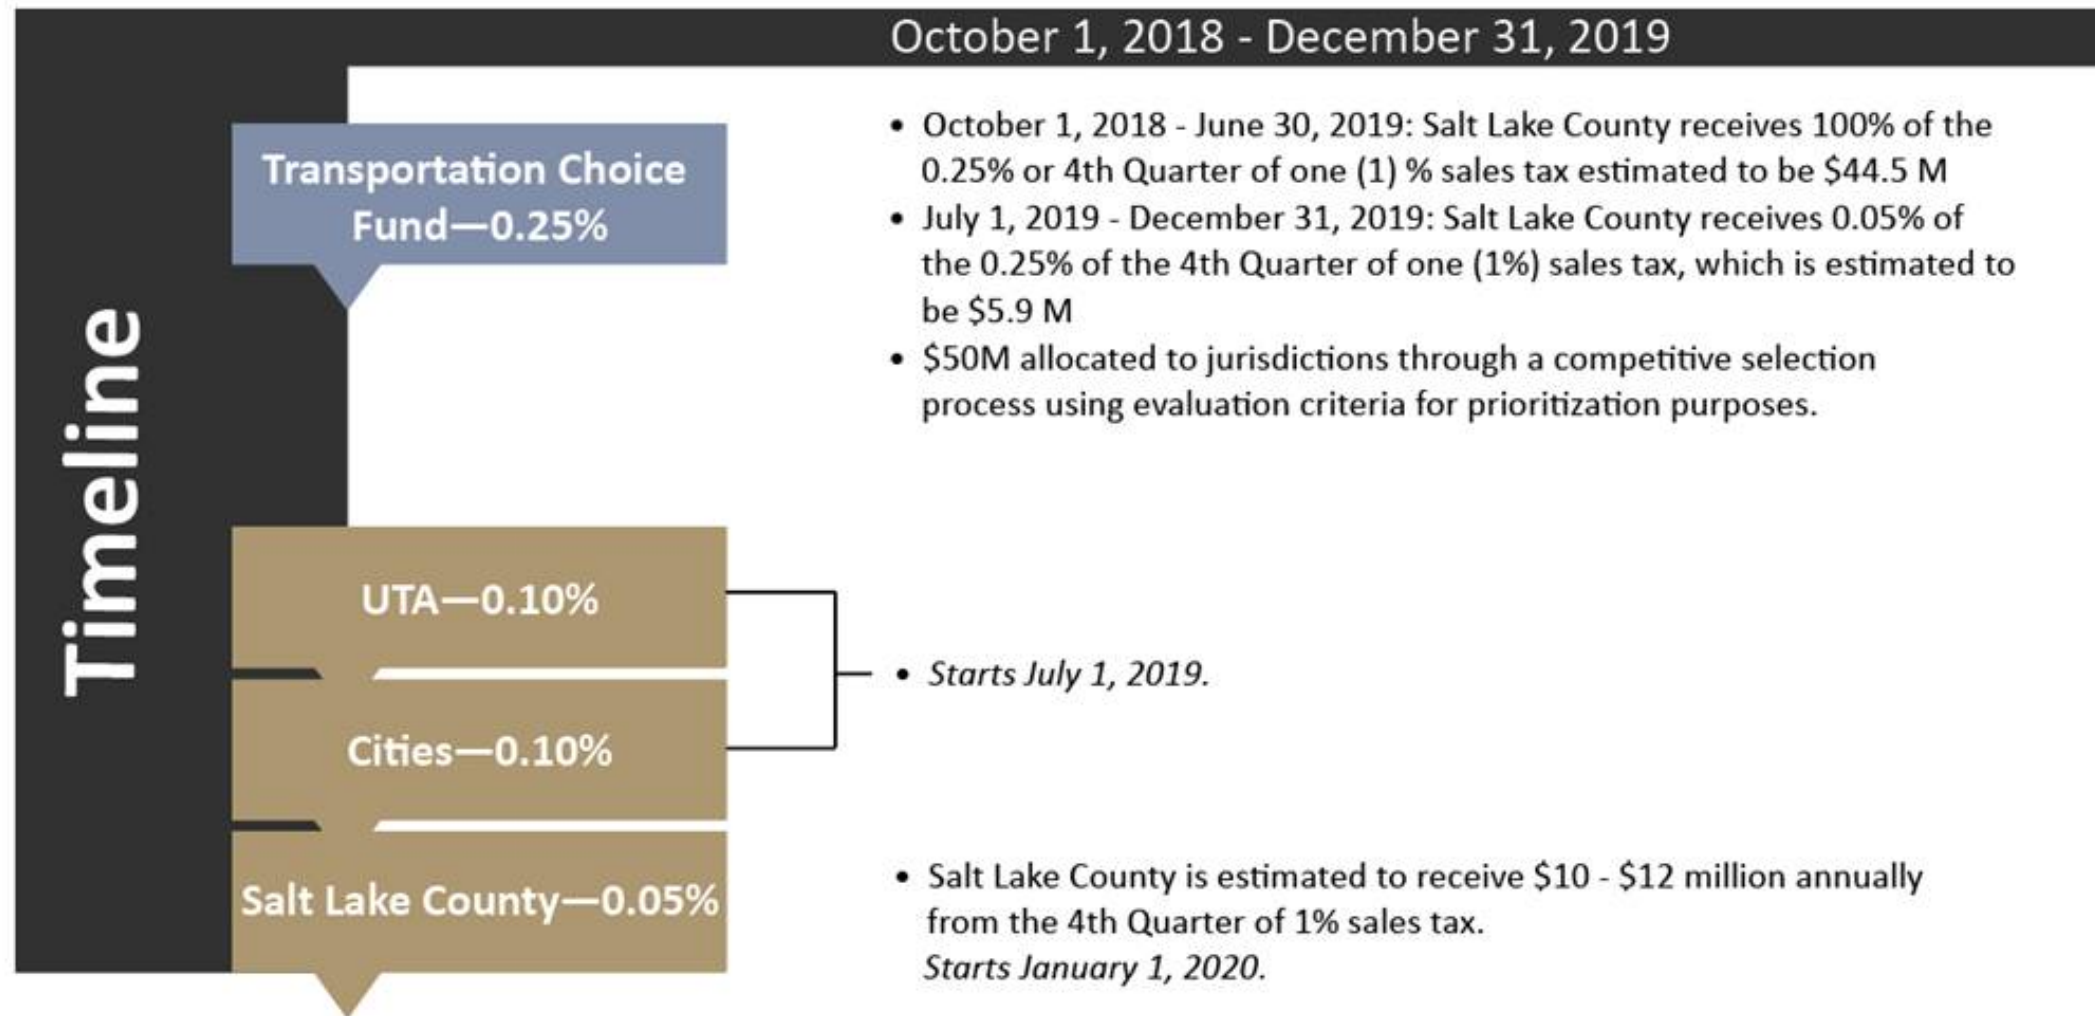 October 1, 2018 - December 31, 2019
Timeline
Transportation Choice
Fund—0.25%
• October 1, 2018 - June 30, 2019: Salt Lake County receives 100% of the
0.25% or 4th Quarter of one (1) % sales tax estimated to be $44.5 M
• July 1, 2019 - December 31, 2019: Salt Lake County receives 0.05% of
the 0.25% of the 4th Quarter of one (1%) sales tax, which is estimated to
be $5.9 M
• $50M allocated to jurisdictions through a competitive selection
process using evaluation criteria for prioritization purposes.
UTA—0.10%
Cities—0.10%
• Starts July 1, 2019.
Salt Lake County—0.05%
• Salt Lake County is estimated to receive $10 - $12 million annually
from the 4th Quarter of 1% sales tax.
Starts January 1, 2020.